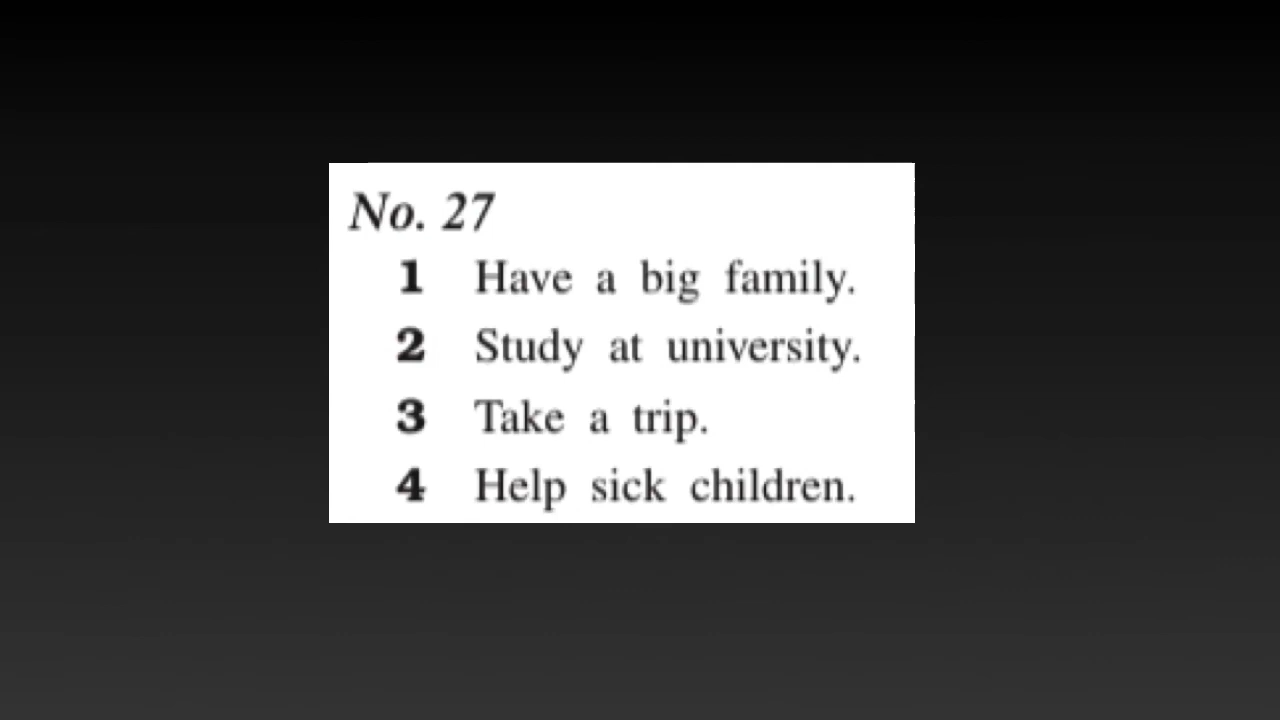 No. 27
1 Have a big family.
2 Study at university.
3 Take a trip.
4 Help sick children.